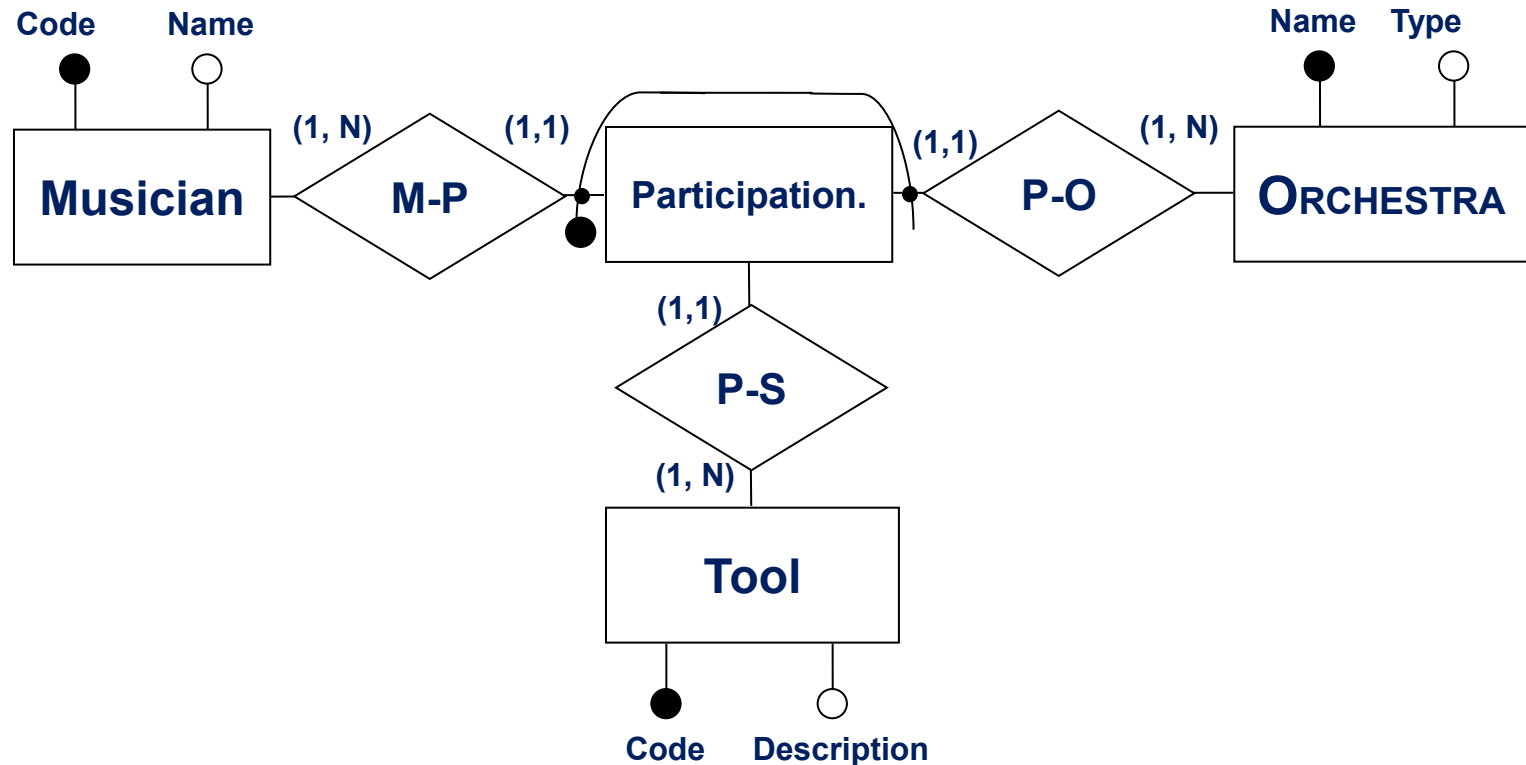 Code Name
Name Type
(1, N) (1,1) (1,1) (1, N)
Musician M-P Participation. P-O ORCHESTRA
(1,1)
P-S
(1, N)
Tool
Code Description